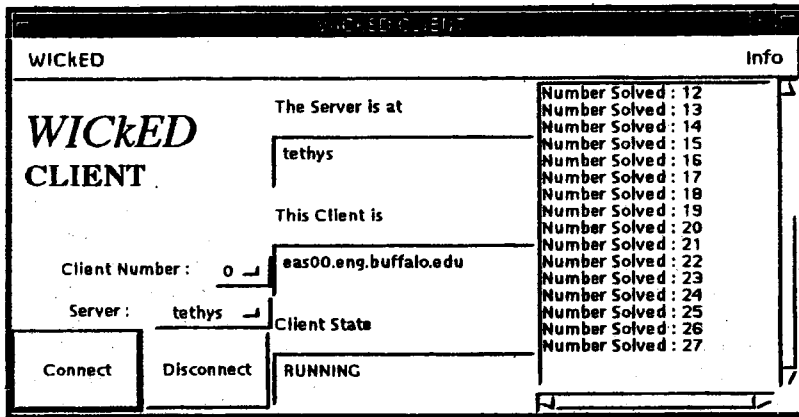 WICkED CLIENT
WICkED
Info
WICkED
CLIENT
Client Number :
0
Server :
tethys
Connect
Disconnect
The Server is at
tethys
This Client is
eas00.eng.buffalo.edu
Client State
RUNNING
Number Solved : 12
Number Solved : 13
Number Solved : 14
Number Solved : 15
Number Solved : 16
Number Solved : 17
Number Solved : 18
Number Solved : 19
Number Solved : 20
Number Solved : 21
Number Solved : 22
Number Solved : 23
Number Solved : 24
Number Solved : 25
Number Solved : 26
Number Solved : 27